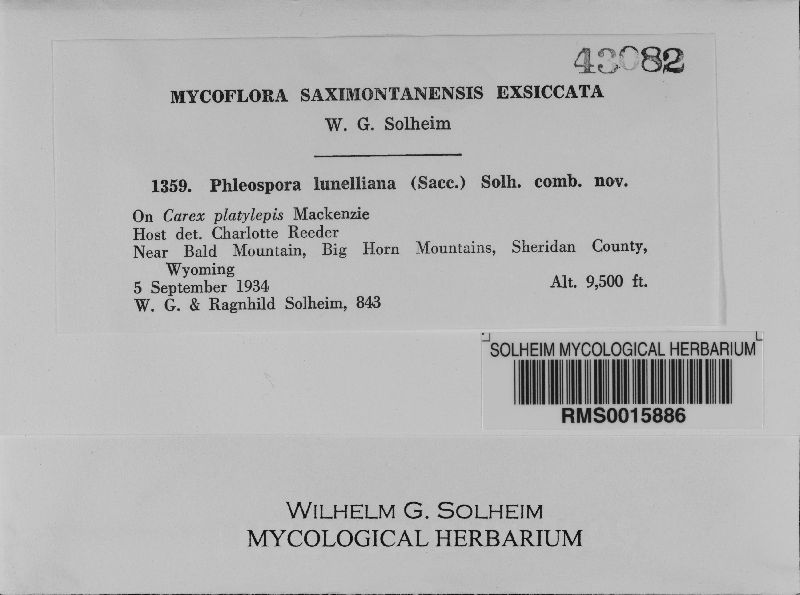 43082
MYCOFLORA SAXIMONTANENSIS EXSICCATA
W. G. Solheim
1359. Phleospora lunelliana (Sacc.) Solh. comb. nov.
On Carex platylepis Mackenzie
Host det. Charlotte Reeder
Near Bald Mountain, Big Horn Mountains, Sheridan County,
Wyoming
5 September 1934 Alt. 9,500 ft.
W. G. & Ragnhild Solheim, 843
SOLHEIM MYCOLOGICAL HERBARIUM
RMS0015886
WILHELM G. SOLHEIM
MYCOLOGICAL HERBARIUM